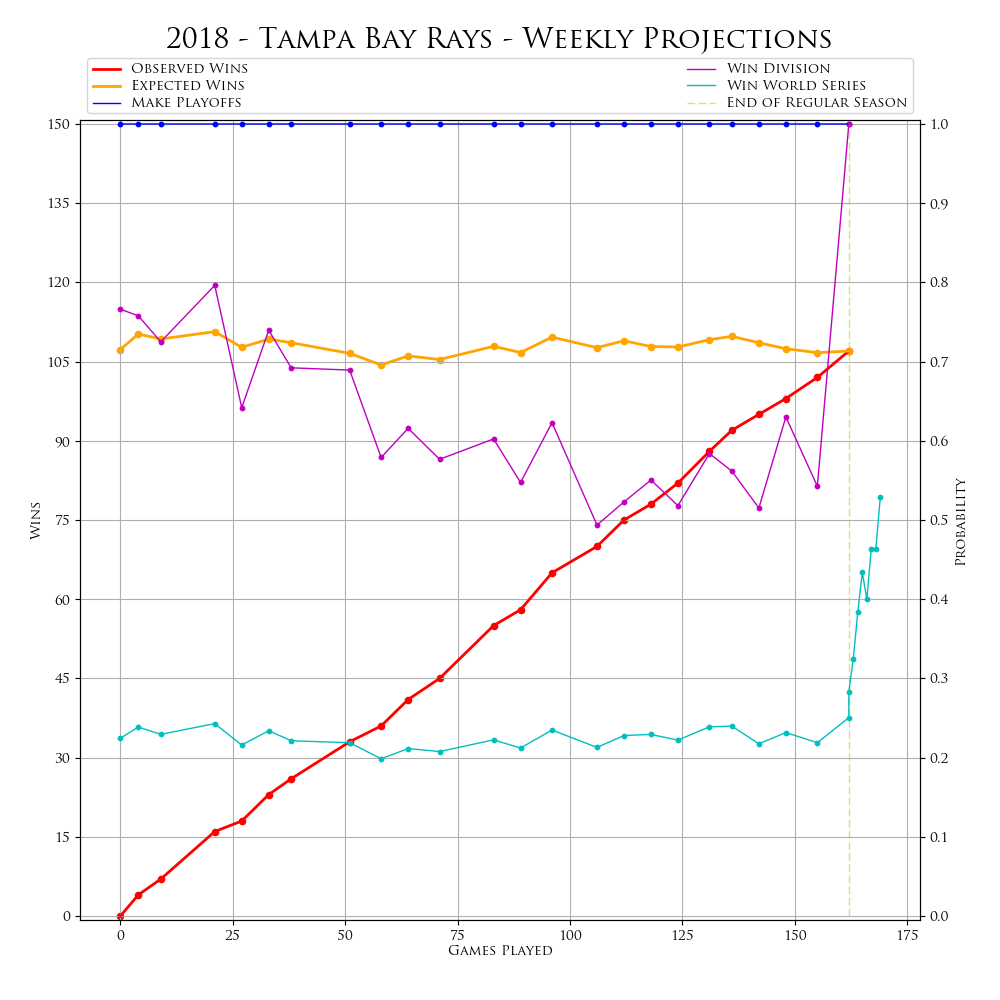 2018 - Tampa Bay Rays - Weekly Projections
Observed Wins
Expected Wins
Make Playoffs
Win Division
Win World Series
End of Regular Season
150
135
120
105
90
75
60
45
30
15
0
Wins
1.0
0.9
0.8
0.7
0.6
0.5
0.4
0.3
0.2
0.1
0.0
Probability
0 25 50 75 100 125 150 175
Games Played